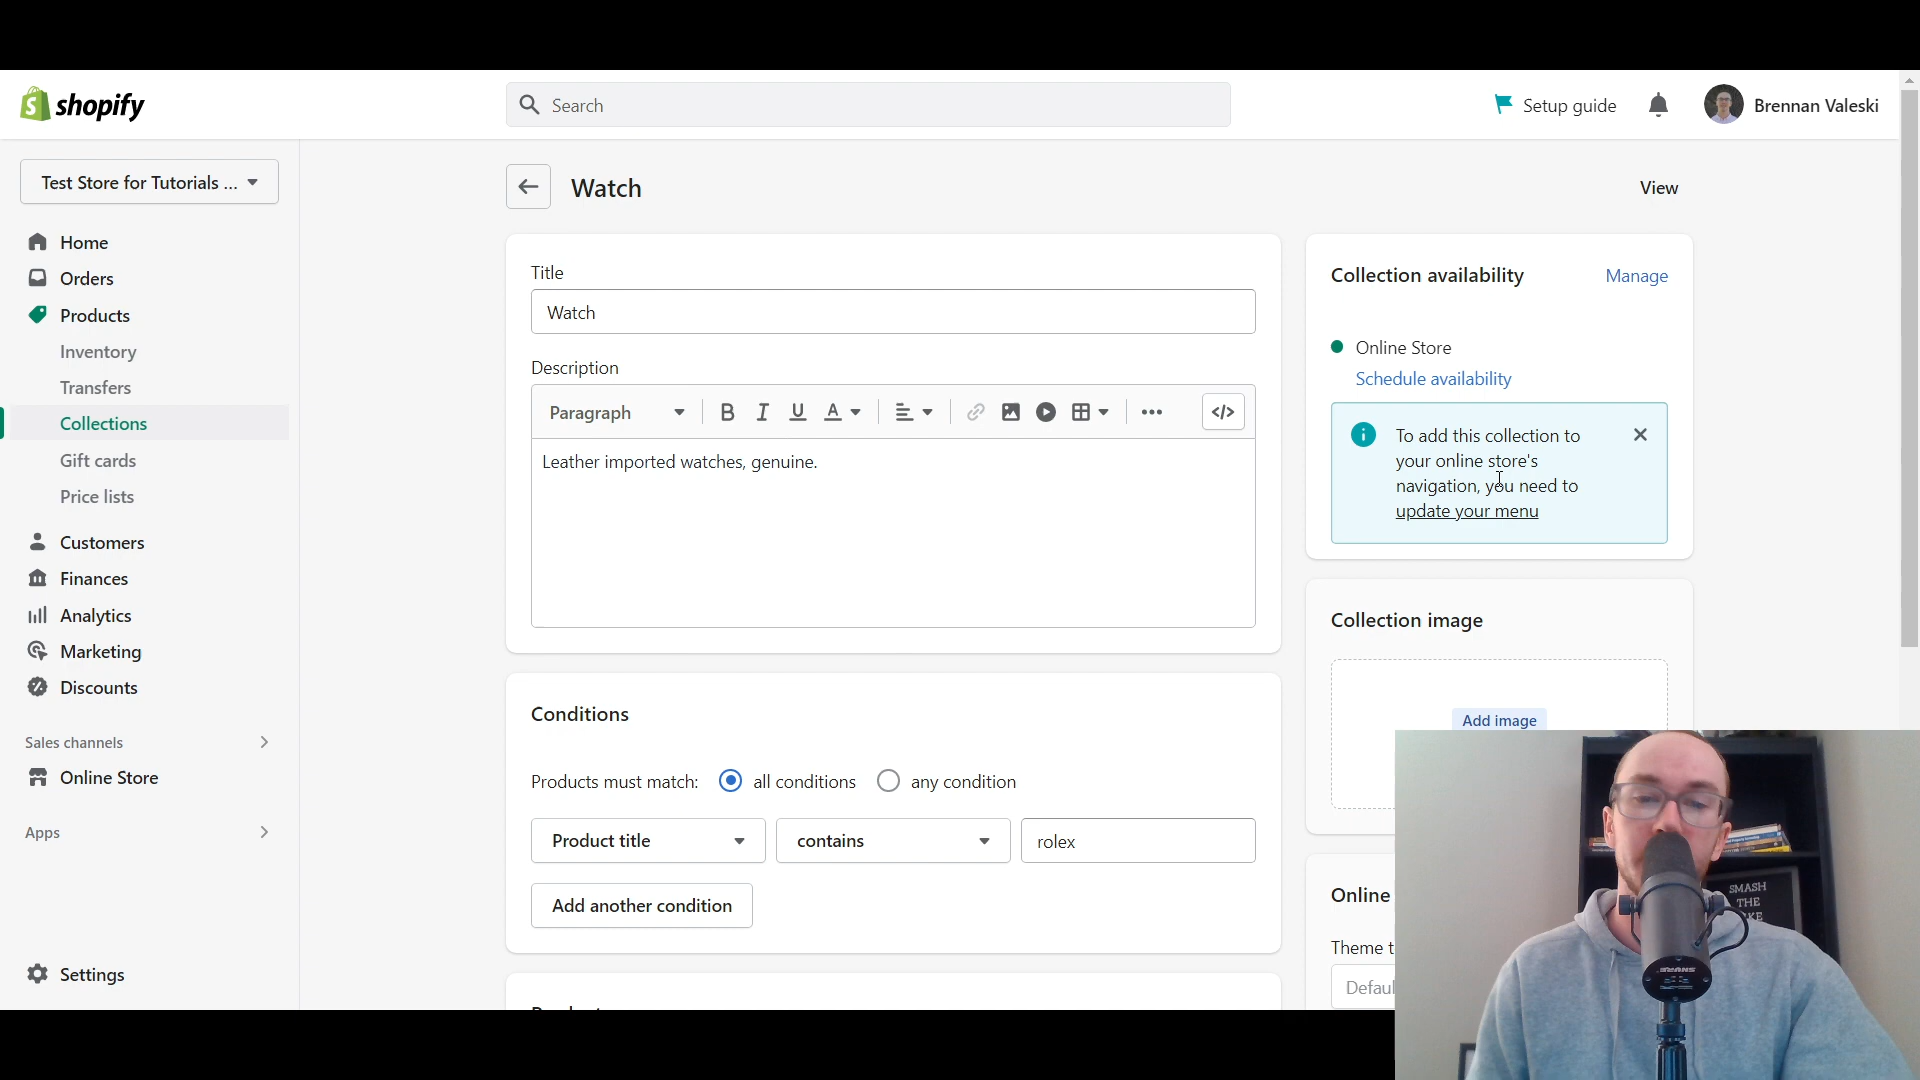 shopify
Search
Setup guide
Brennan Valeski
Test Store for Tutorials ...
Watch
View
Home
Orders
Products
Inventory
Transfers
Collections
Gift cards
Price lists
Customers
Finances
Analytics
Marketing
Discounts
Sales channels
Online Store
Apps
Settings
Title
Watch
Description
Paragraph
Leather imported watches, genuine.
Conditions
Products must match:
all conditions
any condition
Product title
contains
rolex
Add another condition
Collection availability
Manage
Online Store
Schedule availability
To add this collection to
your online store's
navigation, you need to
update your menu
Collection image
Add image
Online
Theme t
Defaul
SMASH
THE
SHURE